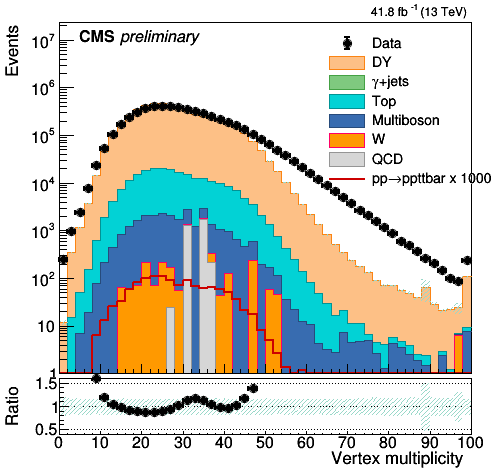 41.8 fb⁻¹ (13 TeV)
Events
CMS preliminary
10⁷
10⁶
10⁵
10⁴
10³
10²
10
1
Data
DY
γ+jets
Top
Multiboson
W
QCD
pp→ppttbar x 1000
Ratio
1.5
1
0.5
0 10 20 30 40 50 60 70 80 90 100
Vertex multiplicity